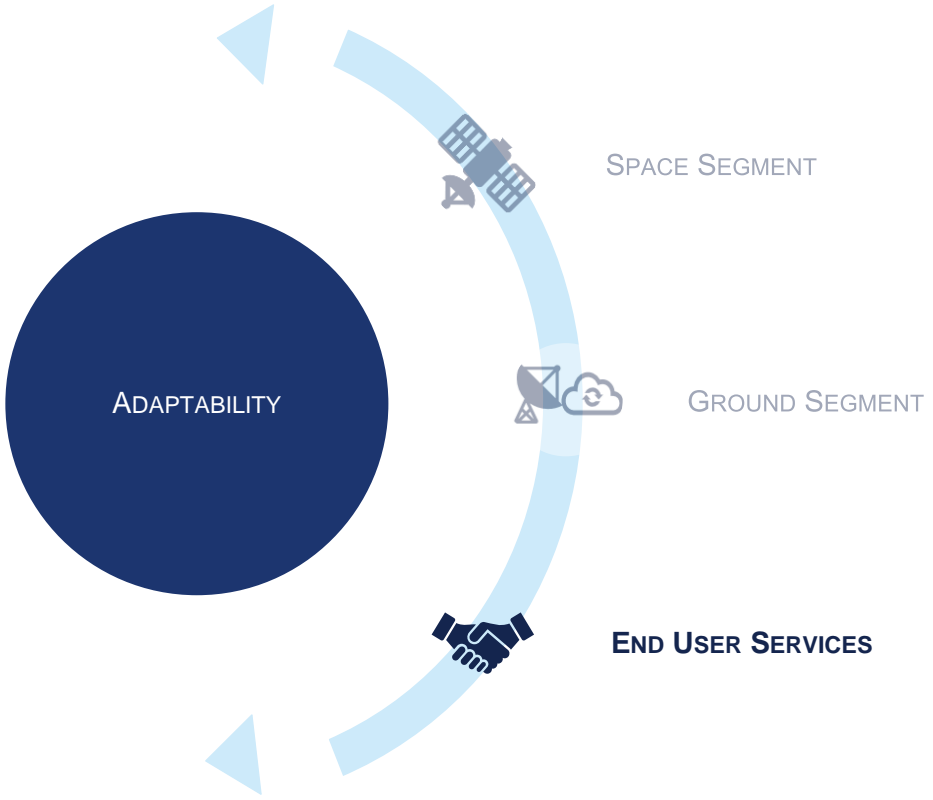 SPACE SEGMENT
ADAPTABILITY
GROUND SEGMENT
END USER SERVICES